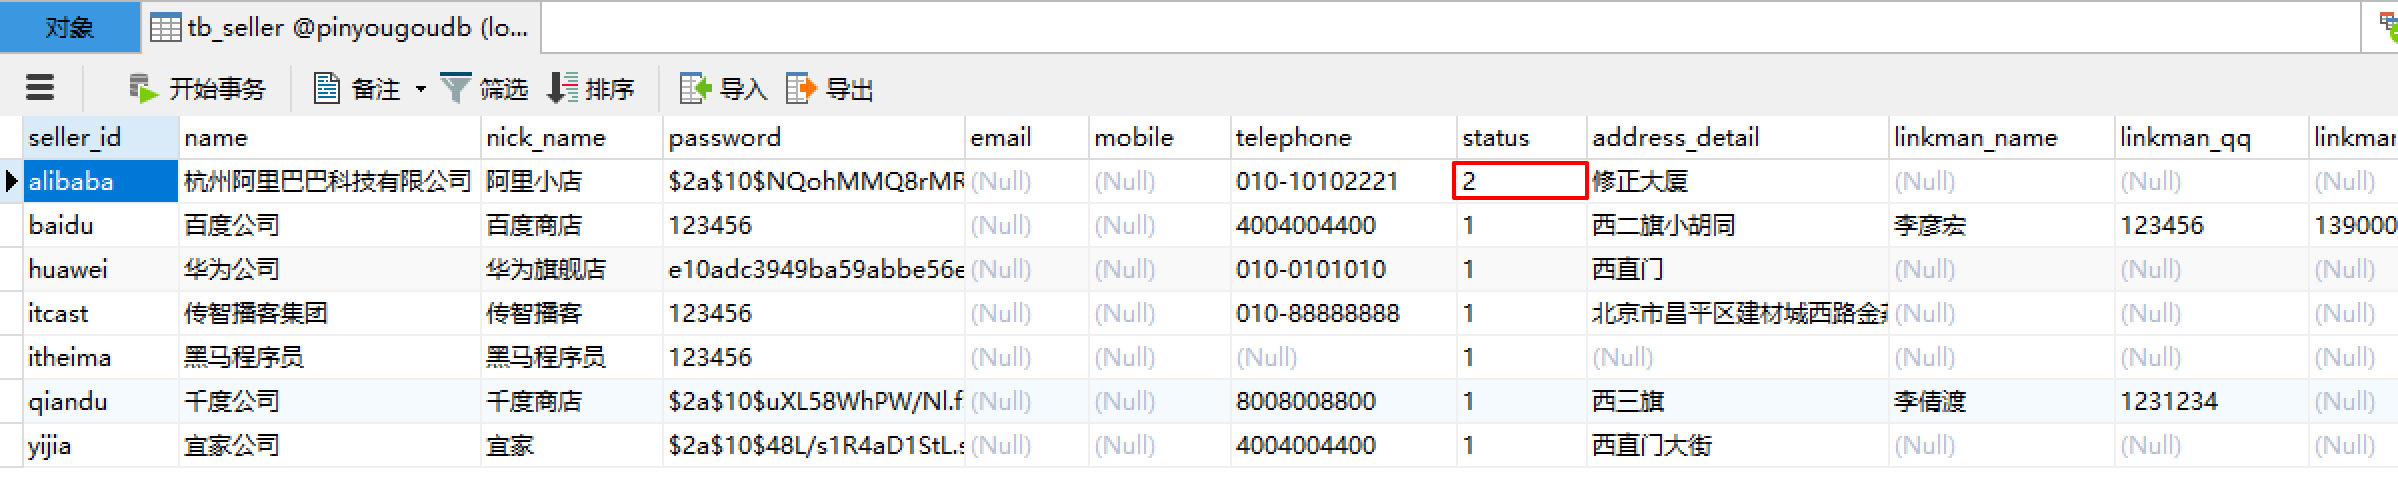 对象 tb_seller @pinyougoudb (lo...
开始事务 备注 筛选 排序 导入 导出
seller_id name nick_name password email mobile telephone status address_detail linkman_name linkman_qq linkmar
alibaba 杭州阿里巴巴科技有限公司 阿里小店 $2a$10$NQohMMQ8rMR (Null) (Null) 010-10102221 2 修正大厦 (Null) (Null) (Null)
baidu 百度公司 百度商店 123456 (Null) (Null) 4004004400 1 西二旗小胡同 李彦宏 123456 139000
huawei 华为公司 华为旗舰店 e10adc3949ba59abbe56e (Null) (Null) 010-0101010 1 西直门 (Null) (Null) (Null)
itcast 传智播客集团 传智播客 123456 (Null) (Null) 010-88888888 1 北京市昌平区建材城西路金 (Null) (Null) (Null)
itheima 黑马程序员 黑马程序员 123456 (Null) (Null) (Null) 1 (Null) (Null) (Null) (Null)
qiandu 千度公司 千度商店 $2a$10$uXL58WhPW/Nl.f (Null) (Null) 8008008800 1 西三旗 李倩渡 1231234 (Null)
yijia 宜家公司 宜家 $2a$10$48L/s1R4aD1StL.s (Null) (Null) 4004004400 1 西直门大街 (Null) (Null) (Null)